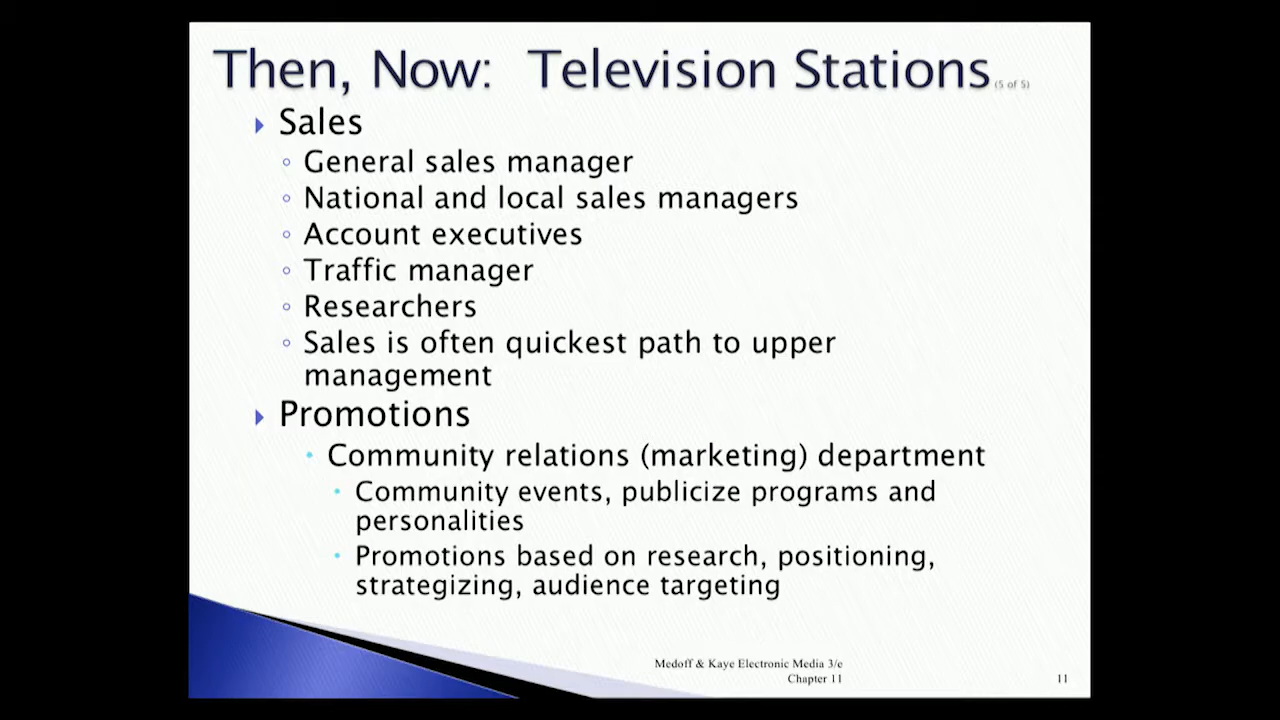 Then, Now: Television Stations (5 of 5)
Sales
General sales manager
National and local sales managers
Account executives
Traffic manager
Researchers
Sales is often quickest path to upper
management
Promotions
Community relations (marketing) department
Community events, publicize programs and
personalities
Promotions based on research, positioning,
strategizing, audience targeting
Medoff & Kaye Electronic Media 3/e
Chapter 11
11